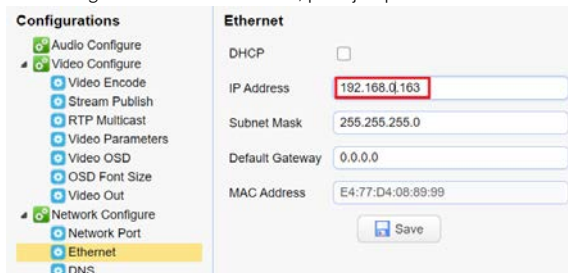 Configurations
Audio Configure
Video Configure
Video Encode
Stream Publish
RTP Multicast
Video Parameters
Video OSD
OSD Font Size
Video Out
Network Configure
Network Port
Ethernet
DNS
Ethernet
DHCP
IP Address 192.168.0.163
Subnet Mask 255.255.255.0
Default Gateway 0.0.0.0
MAC Address E4:77:D4:08:89:99
Save